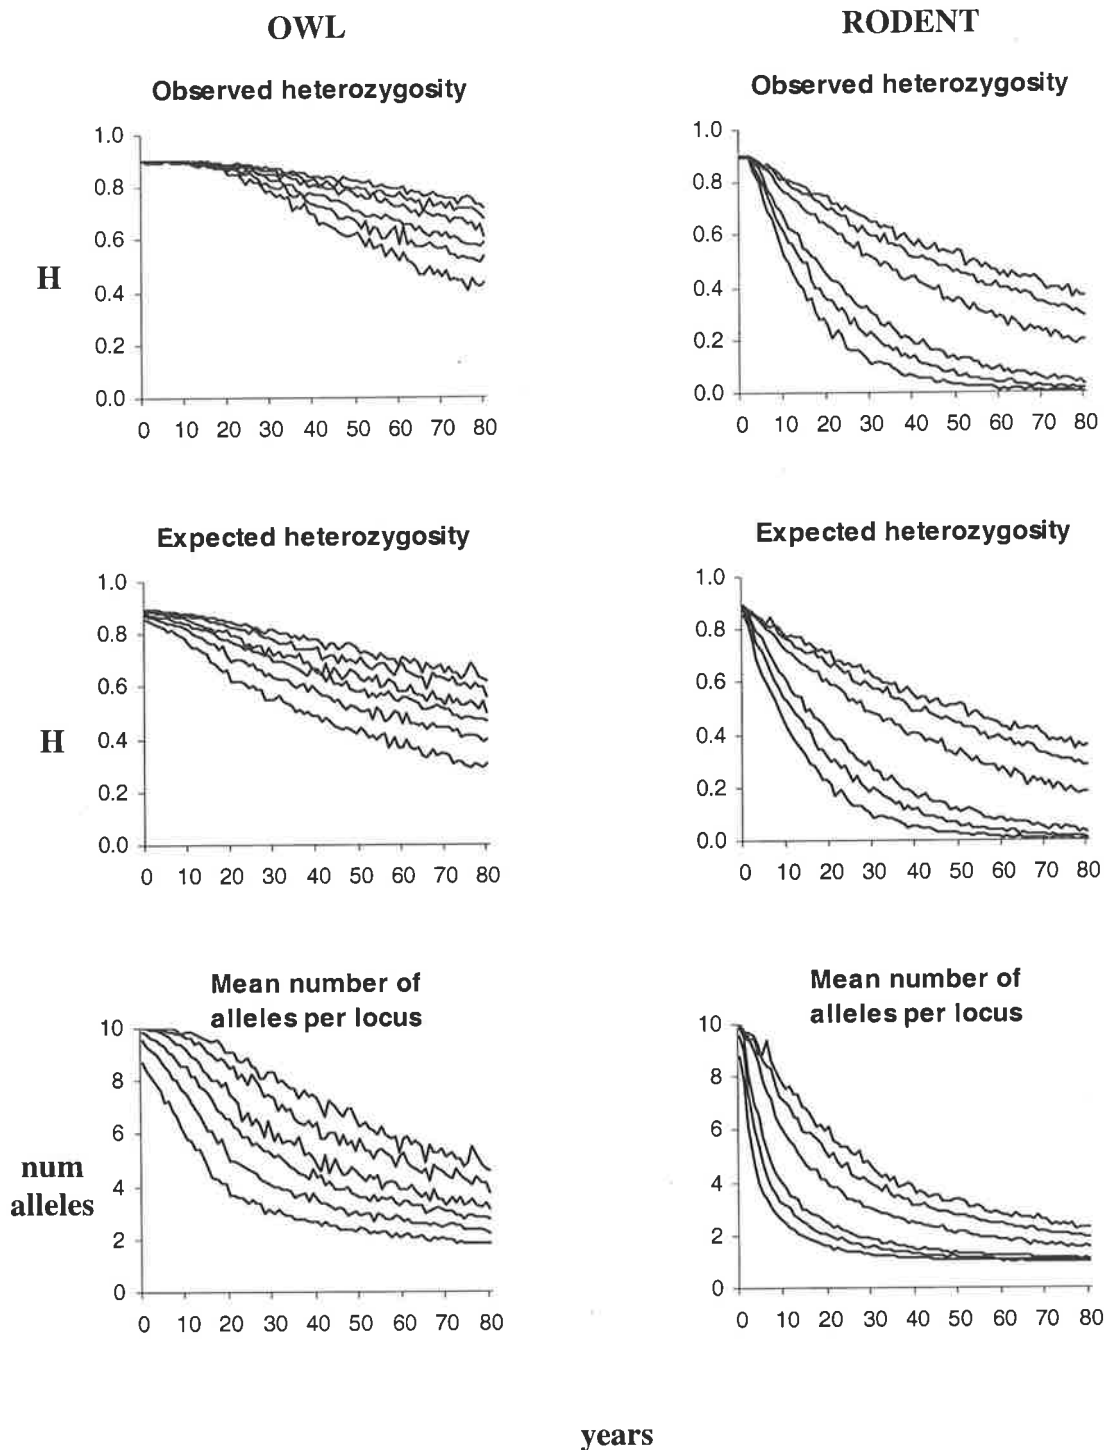 OWL
RODENT
Observed heterozygosity
Observed heterozygosity
H
1.0
0.8
0.6
0.4
0.2
0.0
0 10 20 30 40 50 60 70 80
1.0
0.8
0.6
0.4
0.2
0.0
0 10 20 30 40 50 60 70 80
Expected heterozygosity
Expected heterozygosity
H
1.0
0.8
0.6
0.4
0.2
0.0
0 10 20 30 40 50 60 70 80
1.0
0.8
0.6
0.4
0.2
0.0
0 10 20 30 40 50 60 70 80
Mean number of
alleles per locus
Mean number of
alleles per locus
num
alleles
10
8
6
4
2
0
0 10 20 30 40 50 60 70 80
10
8
6
4
2
0
0 10 20 30 40 50 60 70 80
years